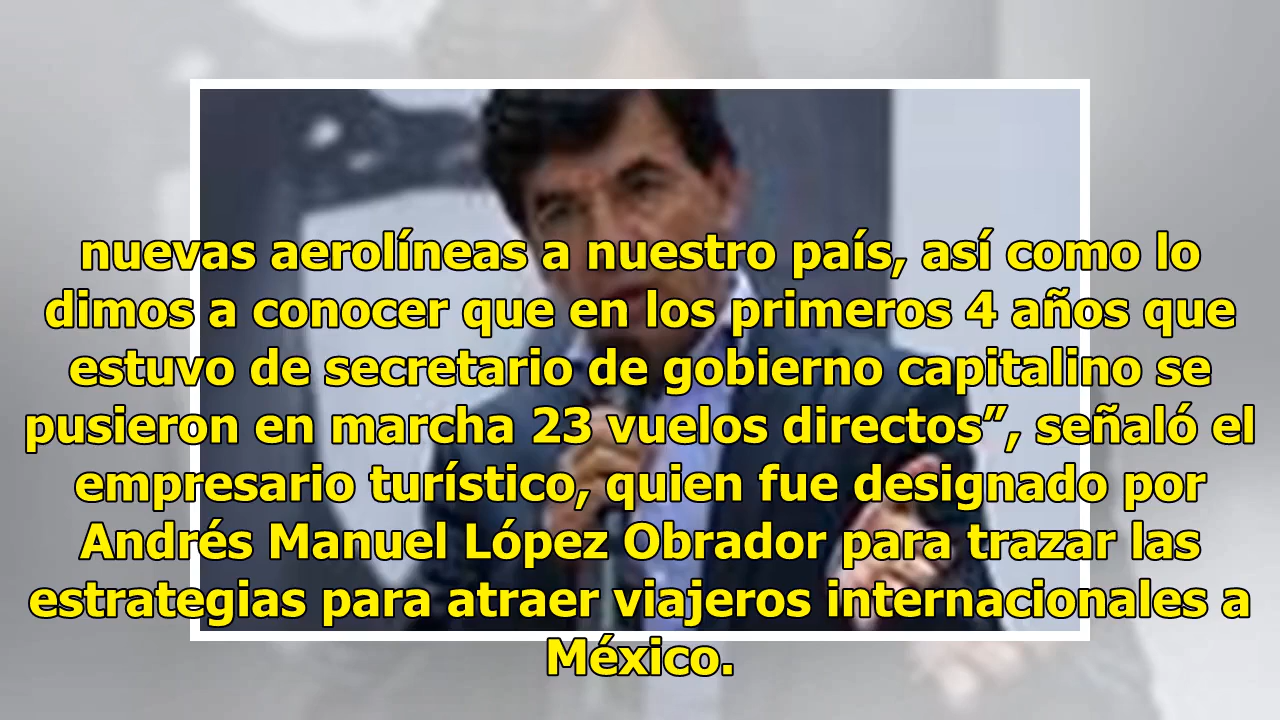 nuevas aerolíneas a nuestro país, así como lo
dimos a conocer que en los primeros 4 años que
estuvo de secretario de gobierno capitalino se
pusieron en marcha 23 vuelos directos”, señaló el
empresario turístico, quien fue designado por
Andrés Manuel López Obrador para trazar las
estrategias para atraer viajeros internacionales a
México.